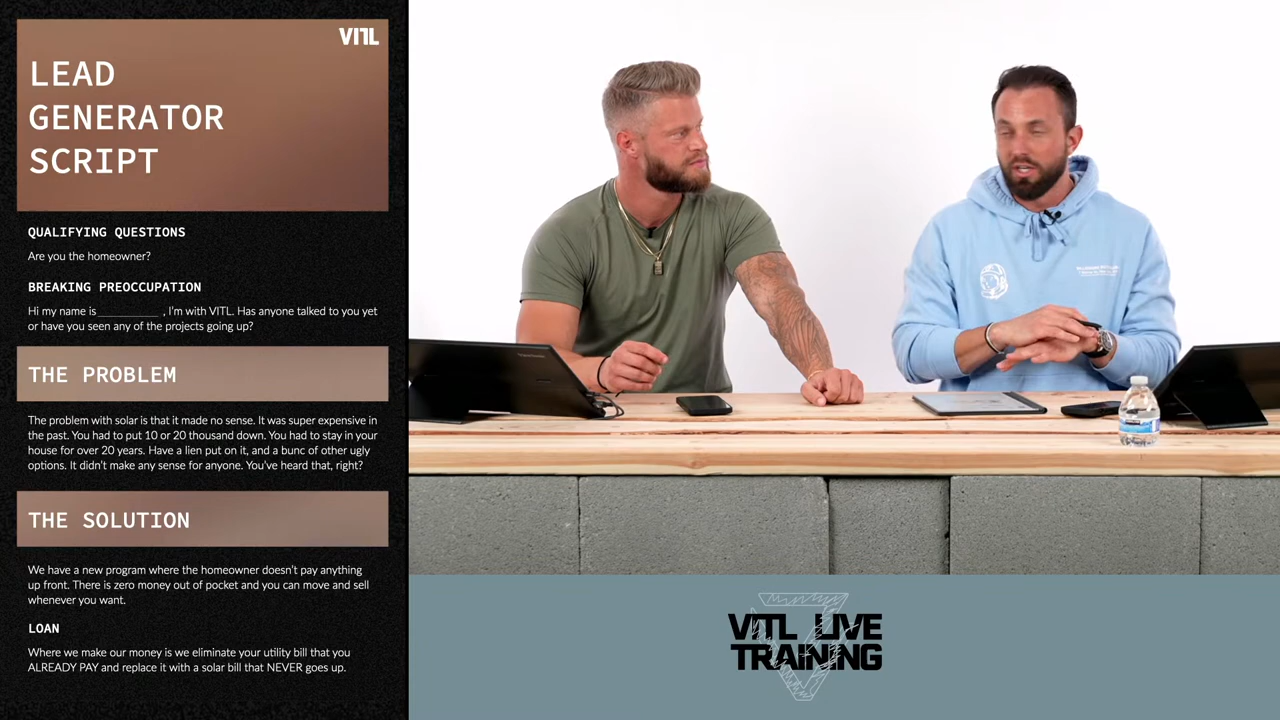 VITL
LEAD
GENERATOR
SCRIPT
QUALIFYING QUESTIONS
Are you the homeowner?
BREAKING PREOCCUPATION
Hi my name is __________ , I'm with VITL. Has anyone talked to you yet
or have you seen any of the projects going up?
THE PROBLEM
The problem with solar is that it made no sense. It was super expensive in
the past. You had to put 10 or 20 thousand down. You had to stay in your
house for over 20 years. Have a lien put on it, and a bunc of other ugly
options. It didn't make any sense for anyone. You've heard that, right?
THE SOLUTION
We have a new program where the homeowner doesn't pay anything
up front. There is zero money out of pocket and you can move and sell
whenever you want.
LOAN
Where we make our money is we eliminate your utility bill that you
ALREADY PAY and replace it with a solar bill that NEVER goes up.
VITL LIVE
TRAINING